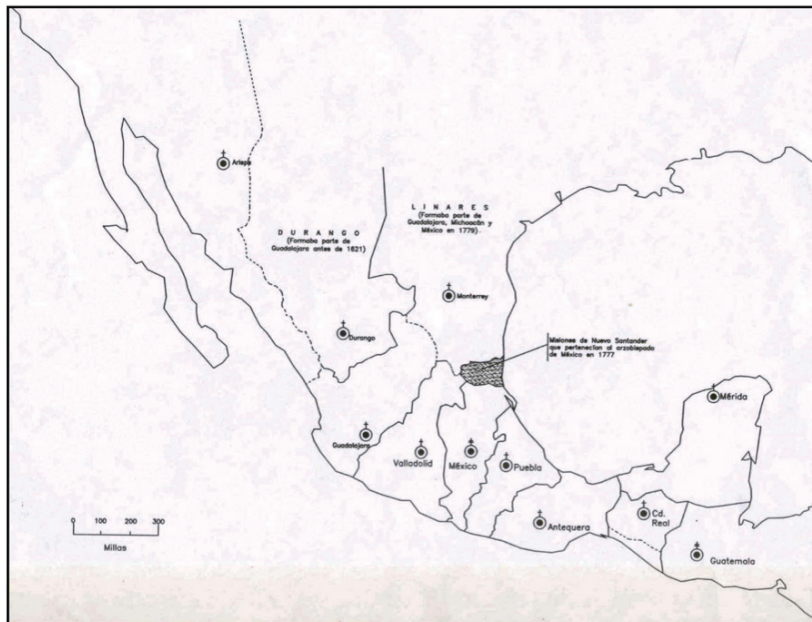 Arispe
L I N A R E S
(Formaba parte de
Guadalajara, Michoacán y
México en 1779)
D U R A N G O
(Formaba parte de
Guadalajara antes de 1621)
Monterrey
Durango
Misiones de Nuevo Santander
que pertenecían al arzobispado
de México en 1777
Mérida
Guadalajara
Valladolid
México
Puebla
Cd.
Real
Antequera
Guatemala
0 100 200 300
Millas